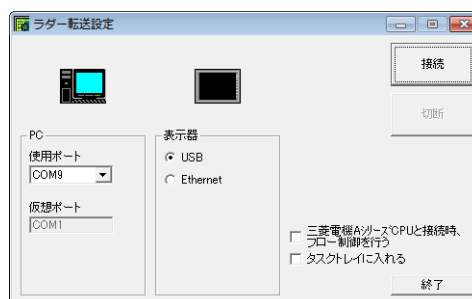 ラダー転送設定
接続
切断
PC
使用ポート
COM9
仮想ポート
COM1
表示器
USB
Ethernet
三菱電機AシリーズCPUと接続時、
フロー制御を行う
タスクトレイに入れる
終了